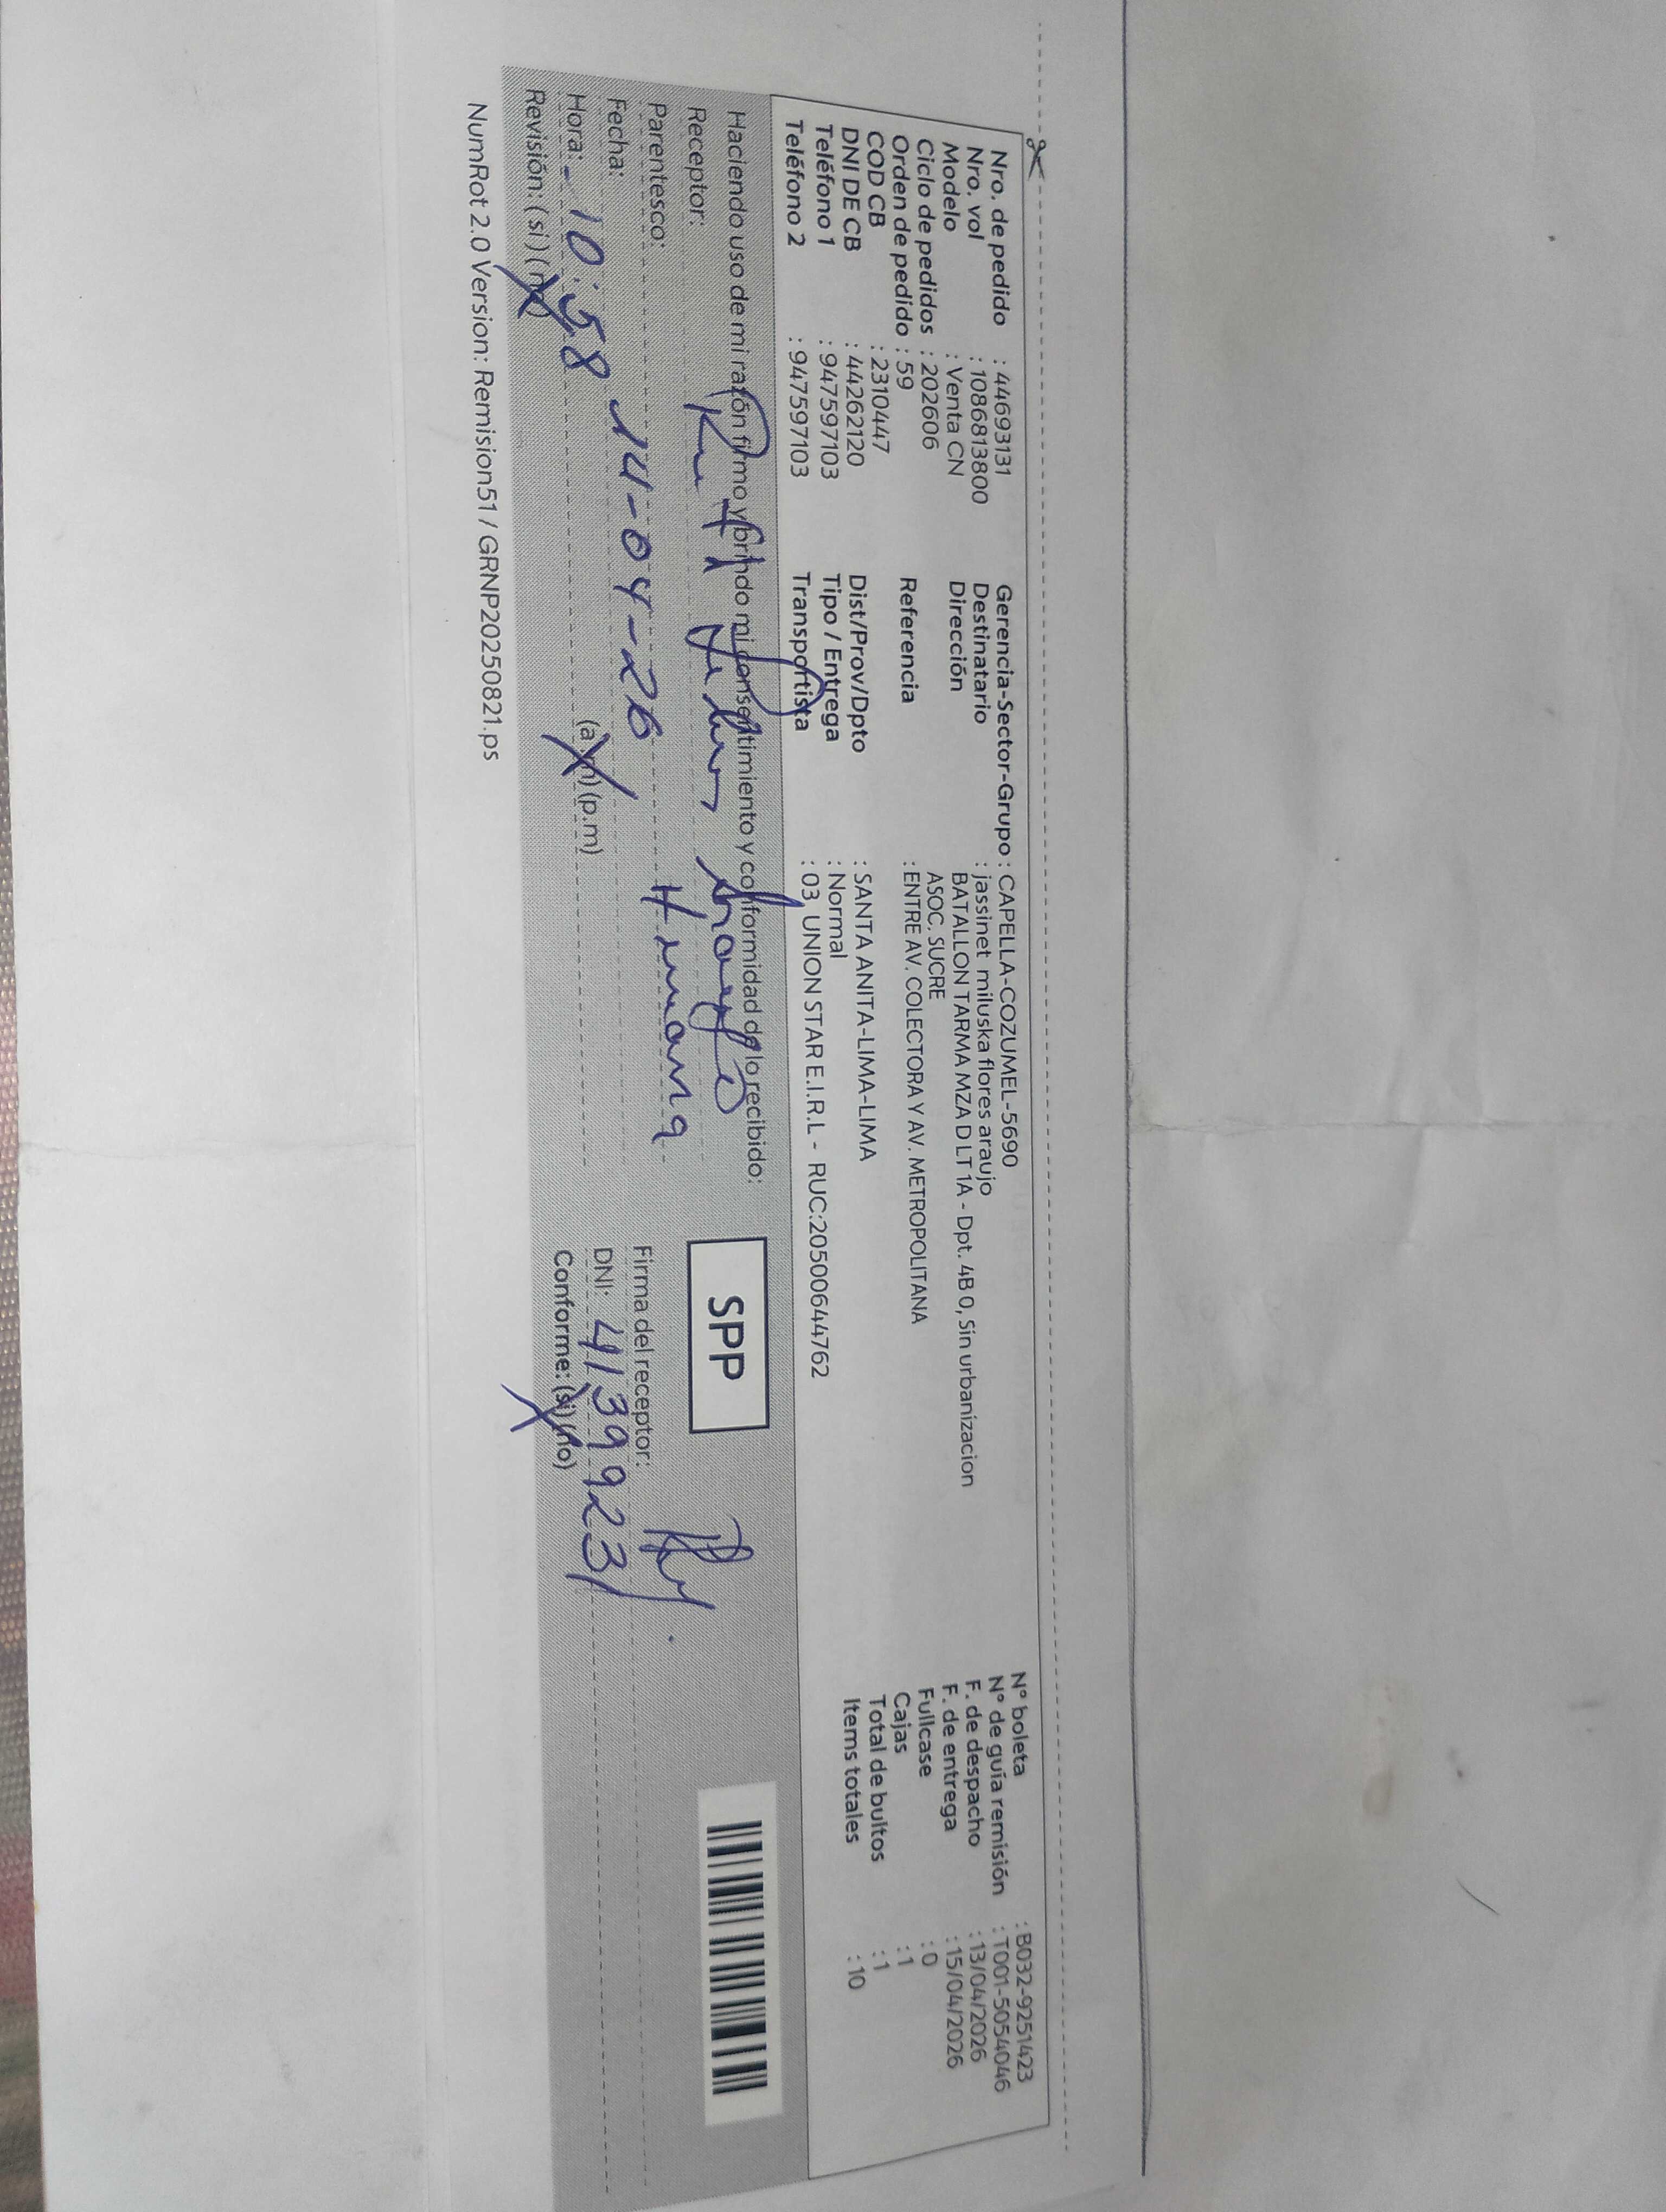 Nro. de pedido : 44693131
Nro. vol : 1086813800
Modelo : Venta CN
Ciclo de pedidos : 202606
Orden de pedido : 59
COD CB : 2310447
DNI DE CB : 44262120
Teléfono 1 : 947597103
Teléfono 2 : 947597103
Gerencia-Sector-Grupo : CAPELLA-COZUMEL-5690
Destinatario : jassinet miluska flores araujo
Dirección BATALLON TARMA MZA D LT 1A - Dpt. 4B 0, Sin urbanizacion
ASOC. SUCRE
Referencia : ENTRE AV. COLECTORA Y AV. METROPOLITANA
Dist/Prov/Dpto : SANTA ANITA-LIMA-LIMA
Tipo / Entrega : Normal
Transportista : 03 UNION STAR E.I.R.L - RUC:20500644762
N° boleta : B032-9251423
N° de guía remisión : T001-5054046
F. de despacho : 13/04/2026
F. de entrega : 15/04/2026
Fullcase : 0
Cajas : 1
Total de bultos : 1
Items totales : 10
Haciendo uso de mi razón firmo y brindo mi consentimiento y conformidad de lo recibido:
Receptor: Ruth
Parentesco: Hermana
Fecha: 14-04-26
Hora: 10:58 (a.m) (p.m)
Revisión: (si) (no)
SPP
Firma del receptor:
DNI: 41399231
Conforme: (si) (no)
NumRot 2.0 Version: Remision51 / GRNP20250821.ps